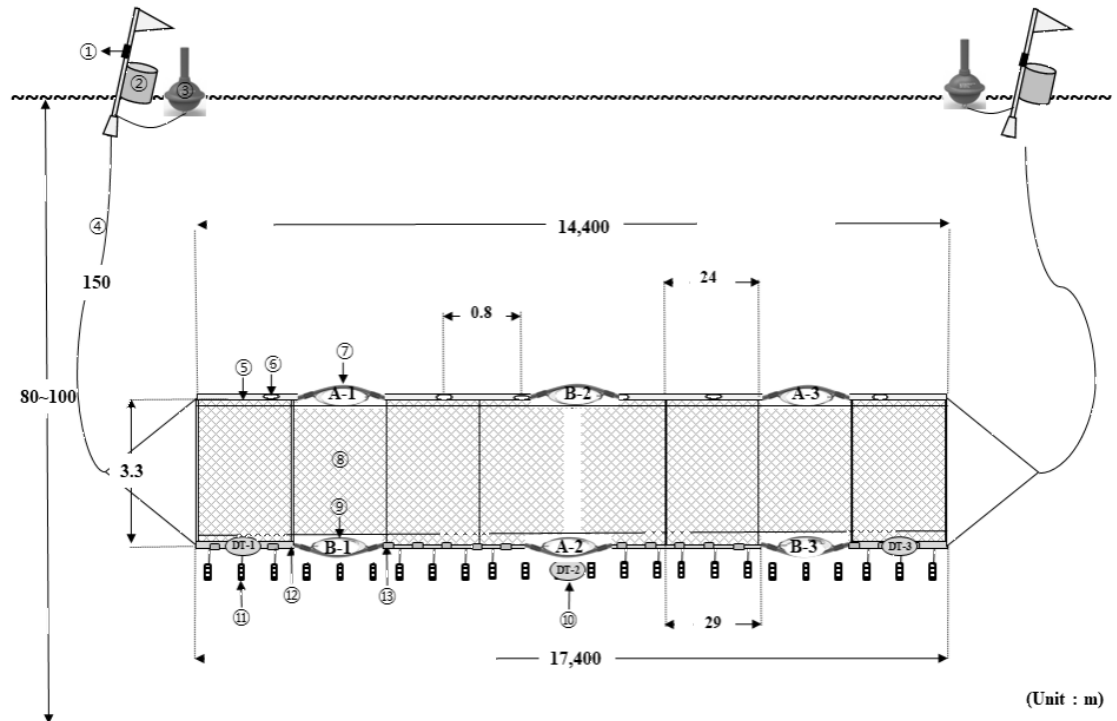 ①
②
③
④
14,400
150
24
0.8
⑦
⑤
⑥
80~100
A-1
B-2
A-3
3.3
⑧
⑨
DT-1
B-1
A-2
B-3
DT-3
DT-2
⑪
⑫
⑬
⑩
29
17,400
(Unit : m)